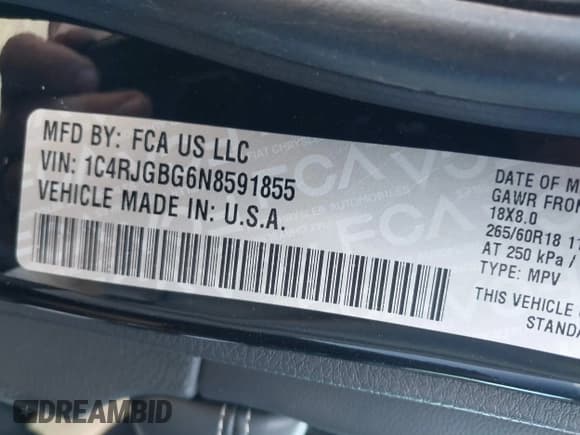 MFD BY: FCA US LLC
VIN: 1C4RJGBG6N8591855
VEHICLE MADE IN: U.S.A.
DATE OF M
GAWR FRON
18X8.0
265/60R18 11
AT 250 kPa /
TYPE: MPV
THIS VEHICLE
STANDA
DREAMBID